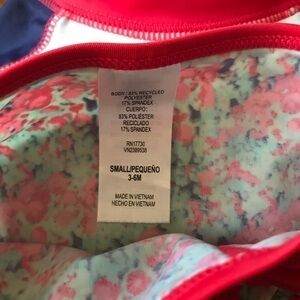 BODY / 83% RECYCLED
POLYESTER
17% SPANDEX
CUERPO:
83% POLIÉSTER
RECICLADO
17% SPANDEX
RN17730
VN2389538
SMALL/PEQUEÑO
3-6M
MADE IN VIETNAM
HECHO EN VIETNAM